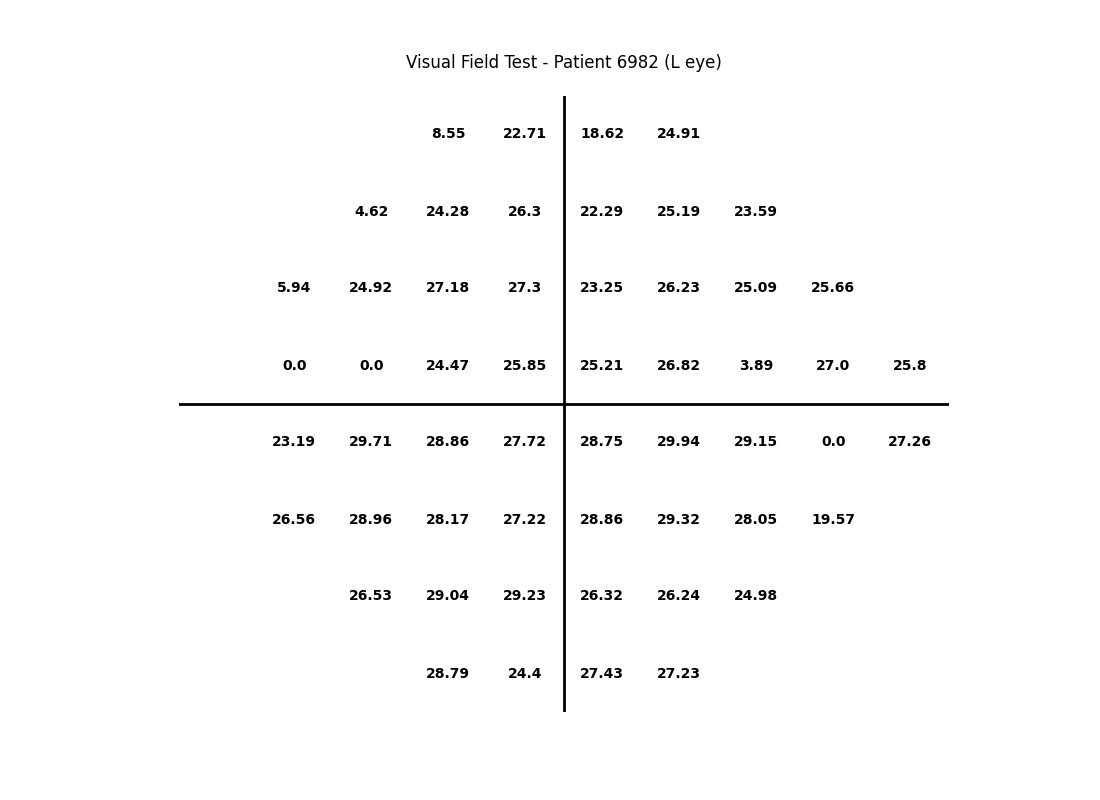 Visual Field Test - Patient 6982 (L eye)
8.55 22.71 18.62 24.91
4.62 24.28 26.3 22.29 25.19 23.59
5.94 24.92 27.18 27.3 23.25 26.23 25.09 25.66
0.0 0.0 24.47 25.85 25.21 26.82 3.89 27.0 25.8
23.19 29.71 28.86 27.72 28.75 29.94 29.15 0.0 27.26
26.56 28.96 28.17 27.22 28.86 29.32 28.05 19.57
26.53 29.04 29.23 26.32 26.24 24.98
28.79 24.4 27.43 27.23